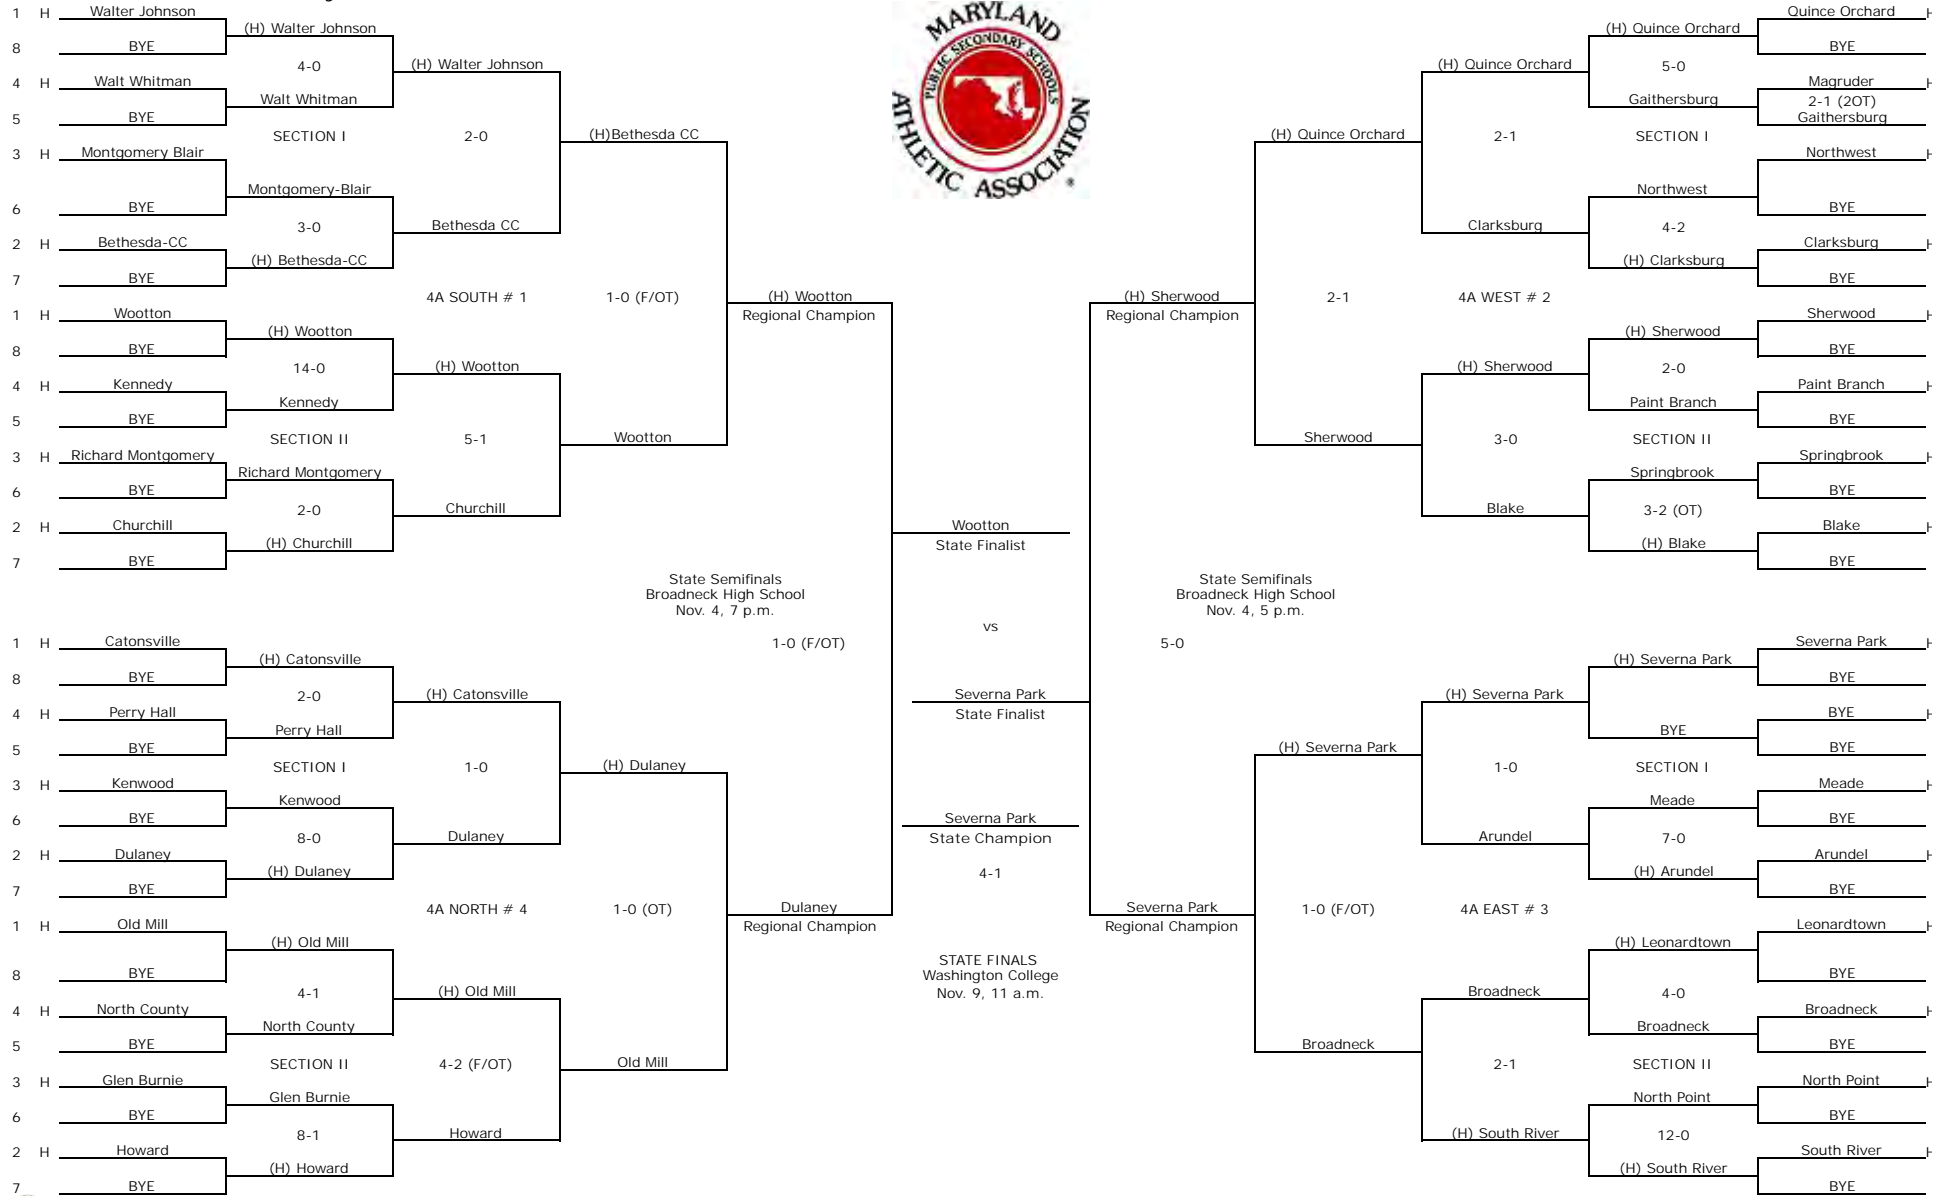 MARYLAND
PUBLIC SECONDARY SCHOOLS
ATHLETIC ASSOCIATION
1 H Walter Johnson
(H) Walter Johnson
8 BYE
4-0
(H) Walter Johnson
4 H Walt Whitman
Walt Whitman
5 BYE
SECTION I
2-0
(H)Bethesda CC
3 H Montgomery Blair
Montgomery-Blair
6 BYE
3-0
Bethesda CC
2 H Bethesda-CC
(H) Bethesda-CC
7 BYE
4A SOUTH # 1
1-0 (F/OT)
(H) Wootton
Regional Champion
1 H Wootton
(H) Wootton
8 BYE
14-0
(H) Wootton
4 H Kennedy
Kennedy
5 BYE
SECTION II
5-1
Wootton
3 H Richard Montgomery
Richard Montgomery
6 BYE
2-0
Churchill
2 H Churchill
(H) Churchill
7 BYE
State Semifinals
Broadneck High School
Nov. 4, 7 p.m.
1-0 (F/OT)
1 H Catonsville
(H) Catonsville
8 BYE
2-0
(H) Catonsville
4 H Perry Hall
Perry Hall
5 BYE
SECTION I
1-0
(H) Dulaney
3 H Kenwood
Kenwood
6 BYE
8-0
Dulaney
2 H Dulaney
(H) Dulaney
7 BYE
4A NORTH # 4
1-0 (OT)
Dulaney
Regional Champion
1 H Old Mill
(H) Old Mill
8 BYE
4-1
(H) Old Mill
4 H North County
North County
5 BYE
SECTION II
4-2 (F/OT)
Old Mill
3 H Glen Burnie
Glen Burnie
6 BYE
8-1
Howard
2 H Howard
(H) Howard
7 BYE
Wootton
State Finalist
vs
Severna Park
State Finalist
Severna Park
State Champion
4-1
STATE FINALS
Washington College
Nov. 9, 11 a.m.
Quince Orchard H
(H) Quince Orchard
BYE
5-0
(H) Quince Orchard
Magruder H
2-1 (2OT)
Gaithersburg
Gaithersburg
SECTION I
2-1
(H) Quince Orchard
Northwest H
Northwest
BYE
4-2
Clarksburg
Clarksburg H
(H) Clarksburg
BYE
4A WEST # 2
2-1
(H) Sherwood
Regional Champion
Sherwood H
(H) Sherwood
BYE
2-0
(H) Sherwood
Paint Branch H
Paint Branch
BYE
SECTION II
3-0
Sherwood
Springbrook H
Springbrook
BYE
3-2 (OT)
Blake
Blake H
(H) Blake
BYE
State Semifinals
Broadneck High School
Nov. 4, 5 p.m.
5-0
Severna Park H
(H) Severna Park
BYE
(H) Severna Park
BYE H
BYE
BYE
SECTION I
1-0
(H) Severna Park
Meade H
Meade
BYE
7-0
Arundel
Arundel H
(H) Arundel
BYE
4A EAST # 3
1-0 (F/OT)
Severna Park
Regional Champion
Leonardtown H
(H) Leonardtown
BYE
4-0
Broadneck
Broadneck H
Broadneck
BYE
SECTION II
2-1
Broadneck
North Point H
North Point
BYE
12-0
(H) South River
South River H
(H) South River
BYE